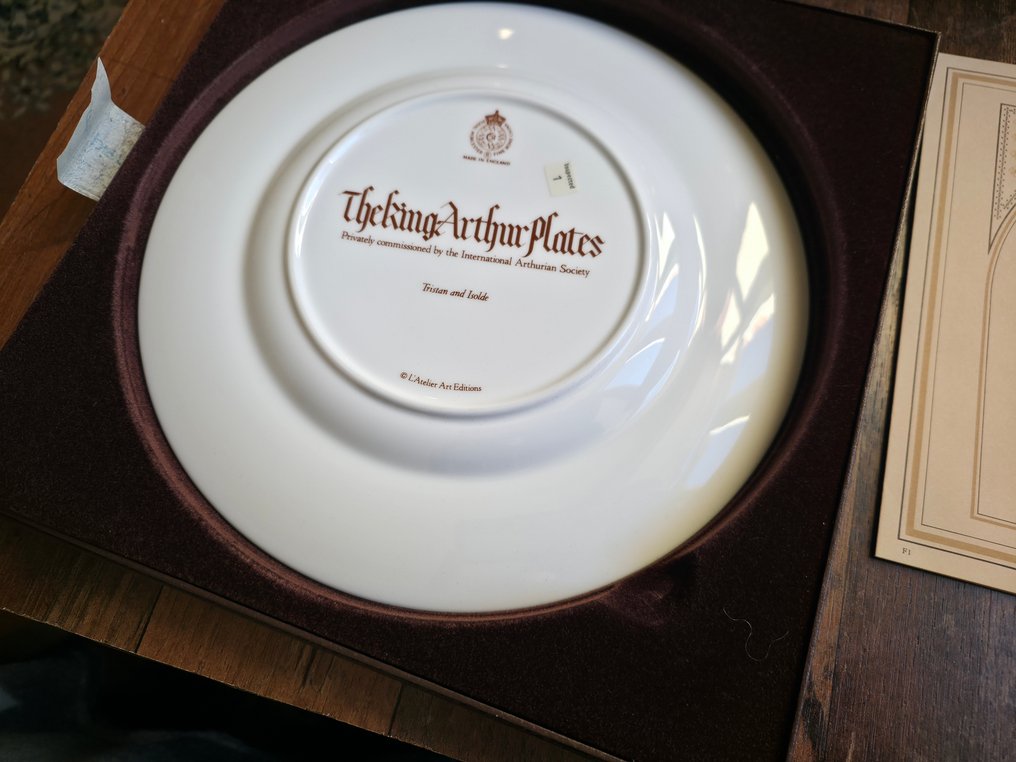 MADE IN ENGLAND
Inspected
1
The King Arthur Plates
Privately commissioned by the International Arthurian Society
Tristan and Isolde
© L'Atelier Art Editions
F1